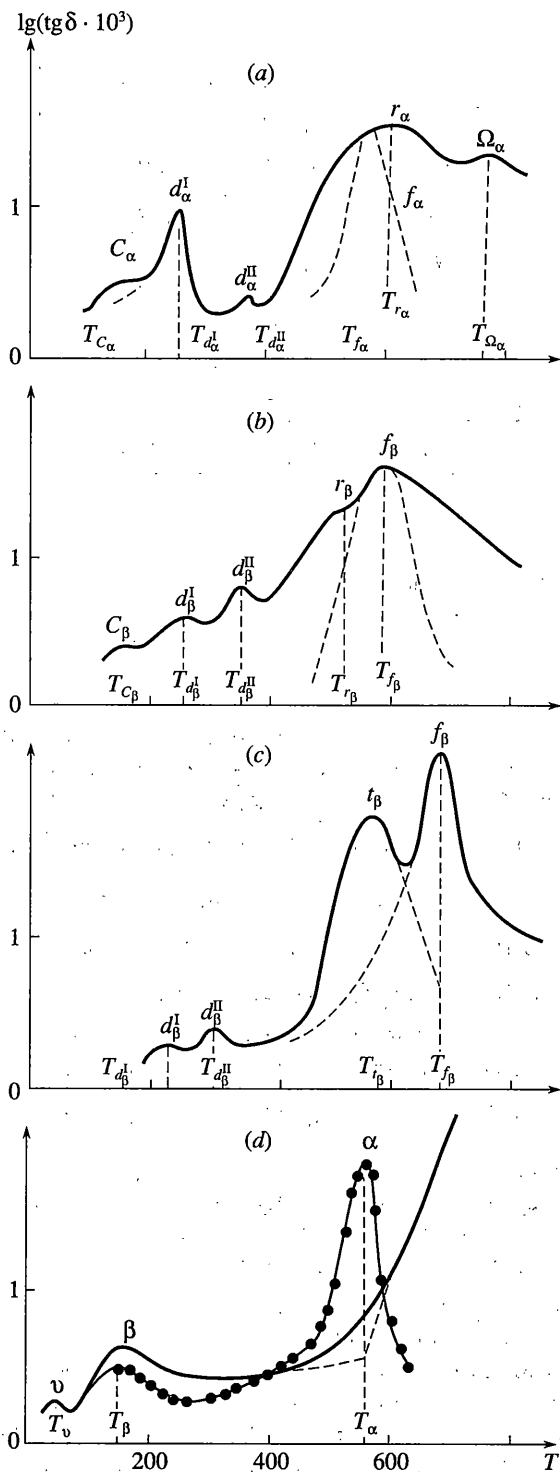 lg(tg δ · 10³)
(a)
r_α
Ω_α
d_α^I
f_α
1
C_α
d_α^II
T_{r_α}
T_{C_α} T_{d_α^I} T_{d_α^II} T_{f_α} T_{Ω_α}
0
(b)
f_β
r_β
1
d_β^II
d_β^I
C_β
T_{C_β} T_{d_β^I} T_{d_β^II} T_{r_β} T_{f_β}
0
(c)
f_β
t_β
1
d_β^I d_β^II
T_{d_β^I} T_{d_β^II} T_{t_β} T_{f_β}
0
(d)
α
1
β
υ
T_υ T_β T_α
0
200 400 600 T